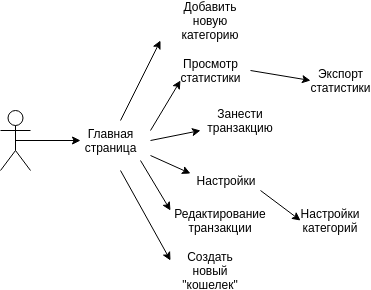 Добавить
новую
категорию
Просмотр
статистики
Экспорт
статистики
Занести
транзакцию
Главная
страница
Настройки
Редактирование
транзакции
Настройки
категорий
Создать
новый
"кошелек"